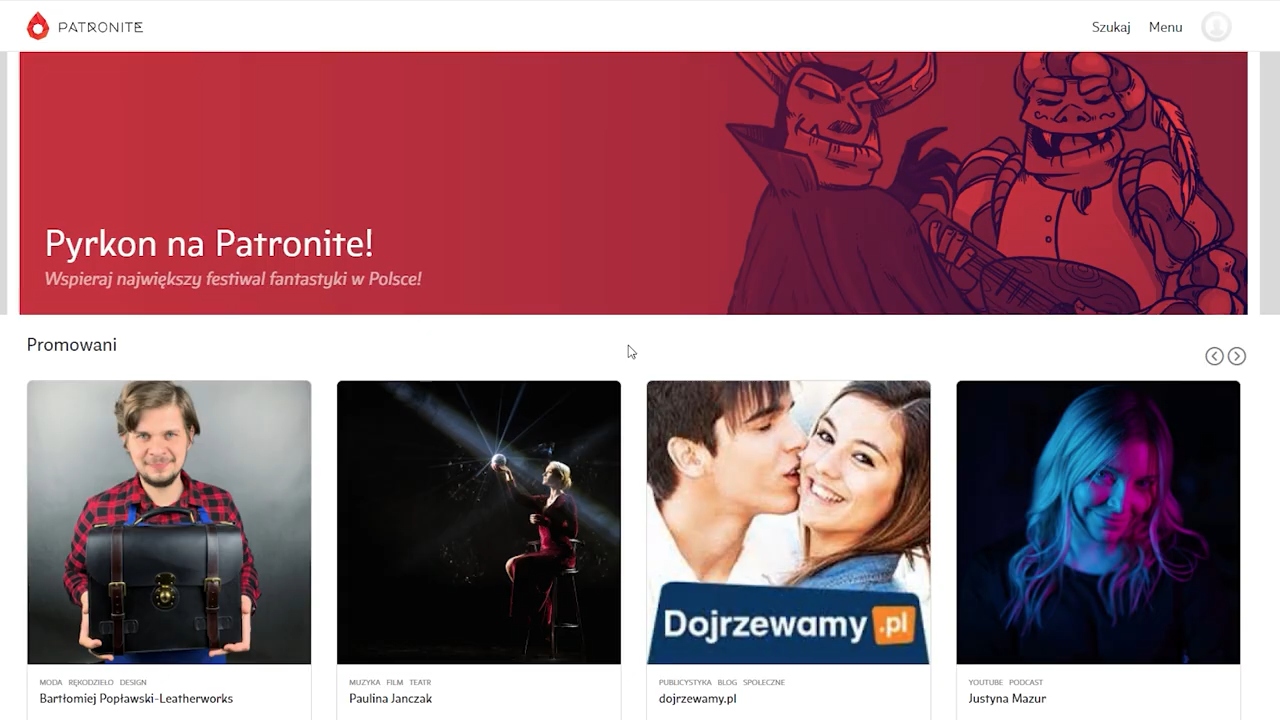 PATRONITE
Szukaj Menu
Pyrkon na Patronite!
Wspieraj największy festiwal fantastyki w Polsce!
Promowani
Dojrzewamy .pl
MODA RĘKODZIEŁO DESIGN
Bartłomiej Popławski-Leatherworks
MUZYKA FILM TEATR
Paulina Janczak
PUBLICYSTYKA BLOG SPOŁECZNE
dojrzewamy.pl
YOUTUBE PODCAST
Justyna Mazur